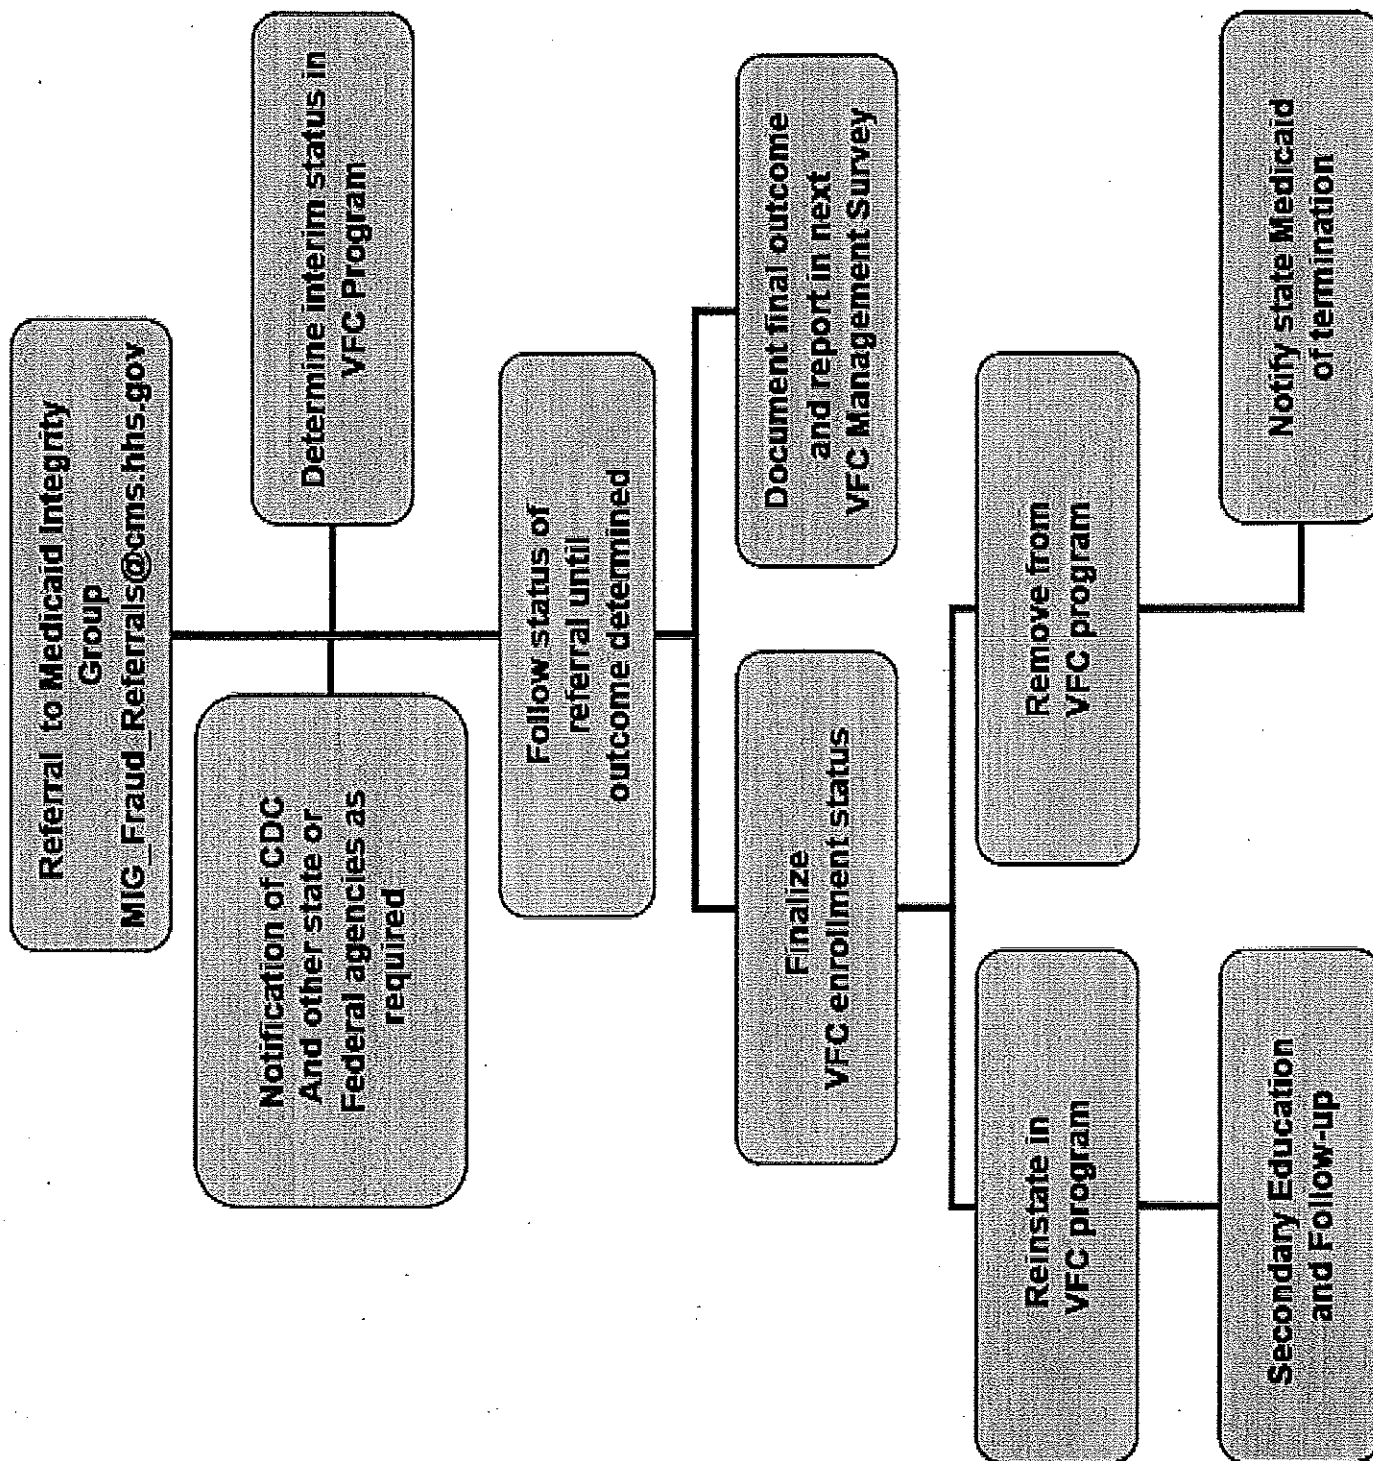 Referral to Medicaid Integrity
Group
MIG_Fraud_Referrals@cms.hhs.gov
Notification of CDC
And other state or
Federal agencies as
required
Determine interim status in
VFC Program
Follow status of
referral until
outcome determined
Finalize
VFC enrollment status
Document final outcome
and report in next
VFC Management Survey
Reinstate in
VFC program
Remove from
VFC program
Secondary Education
and Follow-up
Notify state Medicaid
of termination